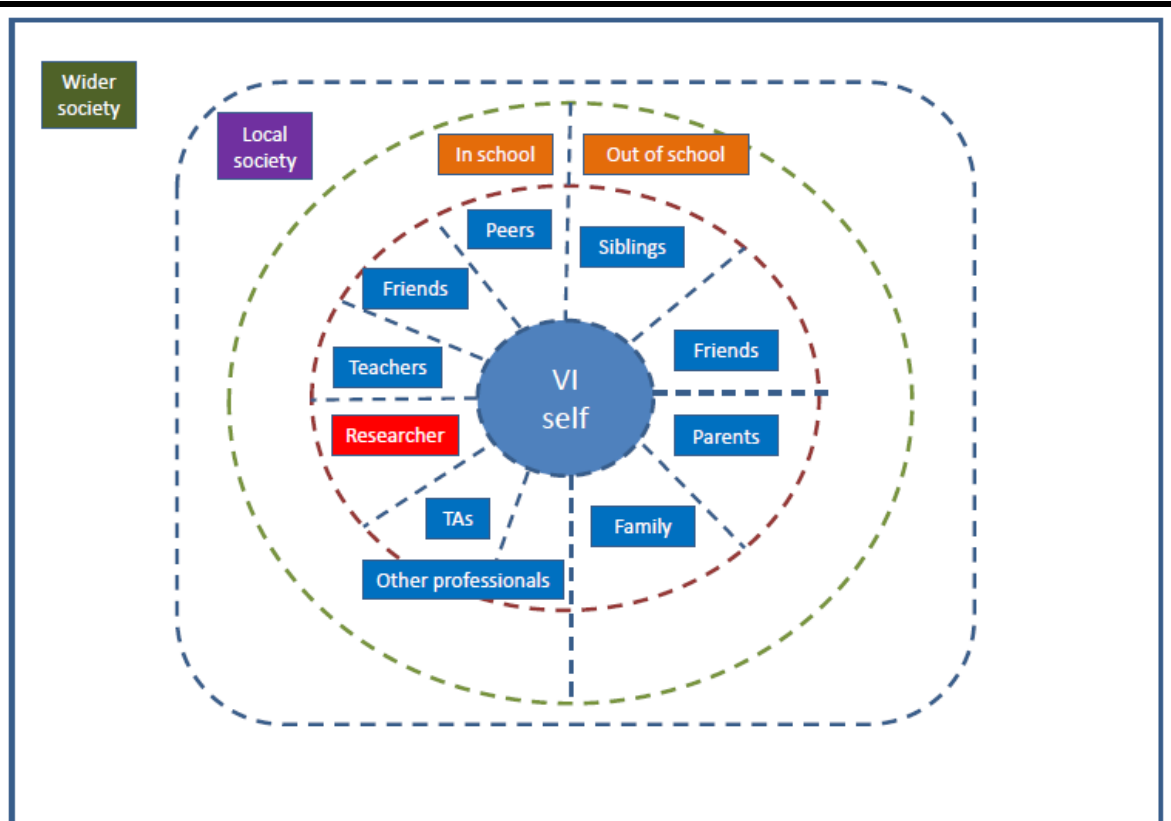 Wider
society
Local
society
In school
Out of school
Peers
Siblings
Friends
Friends
Teachers
VI
self
Researcher
Parents
TAs
Family
Other professionals